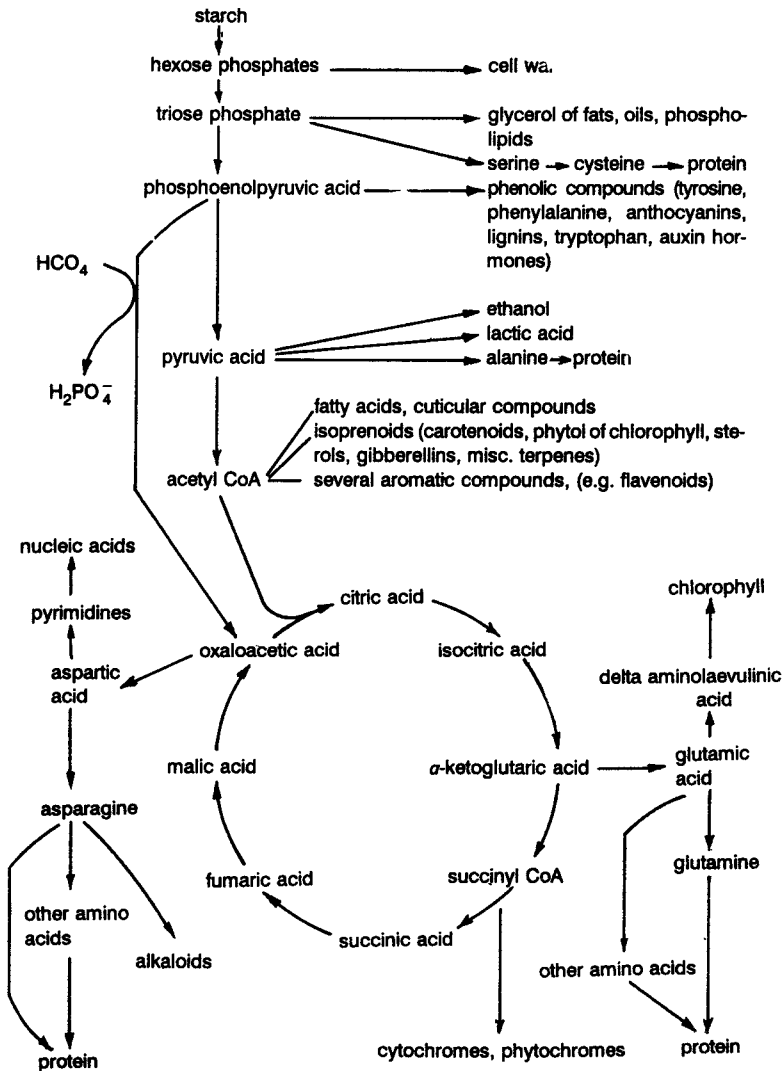 starch
hexose phosphates
cell wa.
triose phosphate
glycerol of fats, oils, phospho-
lipids
serine cysteine protein
phosphoenolpyruvic acid
phenolic compounds (tyrosine,
phenylalanine, anthocyanins,
lignins, tryptophan, auxin hor-
mones)
HCO4
H2PO4−
ethanol
lactic acid
pyruvic acid
alanine protein
fatty acids, cuticular compounds
isoprenoids (carotenoids, phytol of chlorophyll, ste-
rols, gibberellins, misc. terpenes)
acetyl CoA
several aromatic compounds, (e.g. flavenoids)
nucleic acids
pyrimidines
aspartic
acid
oxaloacetic acid
citric acid
isocitric acid
chlorophyll
delta aminolaevulinic
acid
malic acid
α-ketoglutaric acid
glutamic
acid
asparagine
fumaric acid
succinyl CoA
glutamine
other amino
acids
alkaloids
succinic acid
other amino acids
protein
cytochromes, phytochromes
protein